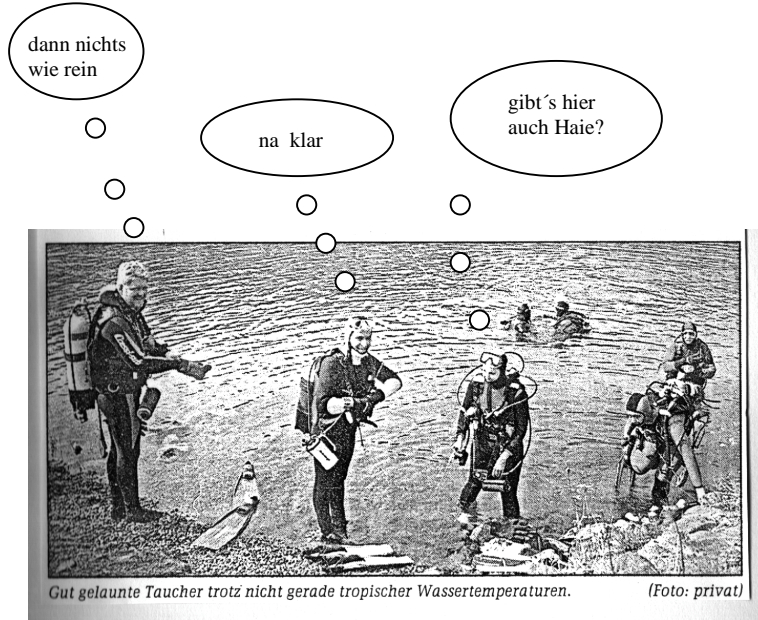 dann nichts
wie rein
na klar
gibt´s hier
auch Haie?
Gut gelaunte Taucher trotz nicht gerade tropischer Wassertemperaturen. (Foto: privat)